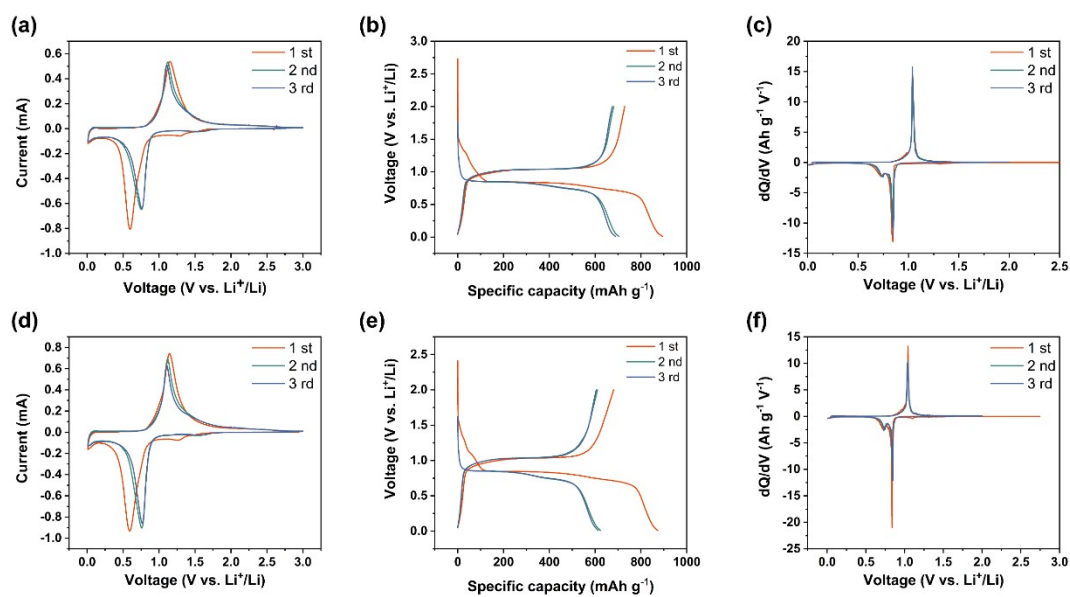 (a)
0.6
0.4
0.2
0.0
-0.2
-0.4
-0.6
-0.8
-1.0
Current (mA)
1 st
2 nd
3 rd
0.0 0.5 1.0 1.5 2.0 2.5 3.0
Voltage (V vs. Li⁺/Li)
(b)
3.0
2.5
2.0
1.5
1.0
0.5
0.0
Voltage (V vs. Li⁺/Li)
1 st
2 nd
3 rd
0 200 400 600 800 1000
Specific capacity (mAh g⁻¹)
(c)
20
15
10
5
0
-5
-10
-15
dQ/dV (Ah g⁻¹ V⁻¹)
1 st
2 nd
3 rd
0.0 0.5 1.0 1.5 2.0 2.5
Voltage (V vs. Li⁺/Li)
(d)
0.8
0.6
0.4
0.2
0.0
-0.2
-0.4
-0.6
-0.8
-1.0
Current (mA)
1 st
2 nd
3 rd
0.0 0.5 1.0 1.5 2.0 2.5 3.0
Voltage (V vs. Li⁺/Li)
(e)
2.5
2.0
1.5
1.0
0.5
0.0
Voltage (V vs. Li⁺/Li)
1 st
2 nd
3 rd
0 200 400 600 800 1000
Specific capacity (mAh g⁻¹)
(f)
15
10
5
0
-5
-10
-15
-20
-25
dQ/dV (Ah g⁻¹ V⁻¹)
1 st
2 nd
3 rd
0.0 0.5 1.0 1.5 2.0 2.5 3.0
Voltage (V vs. Li⁺/Li)